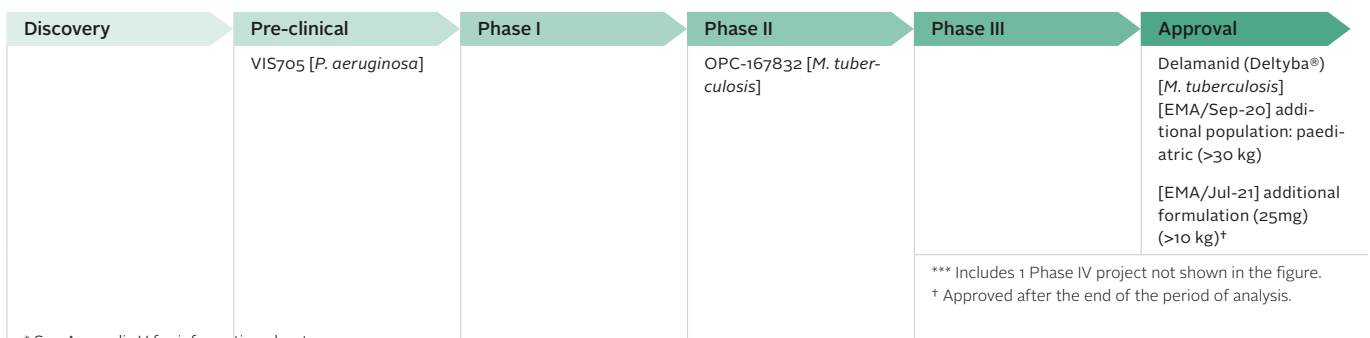 Discovery
Pre-clinical
Phase I
Phase II
Phase III
Approval
VIS705 [P. aeruginosa]
OPC-167832 [M. tuber-
culosis]
Delamanid (Deltyba®)
[M. tuberculosis]
[EMA/Sep-20] addi-
tional population: paedi-
atric (>30 kg)
[EMA/Jul-21] additional
formulation (25mg)
(>10 kg)†
*** Includes 1 Phase IV project not shown in the figure.
† Approved after the end of the period of analysis.